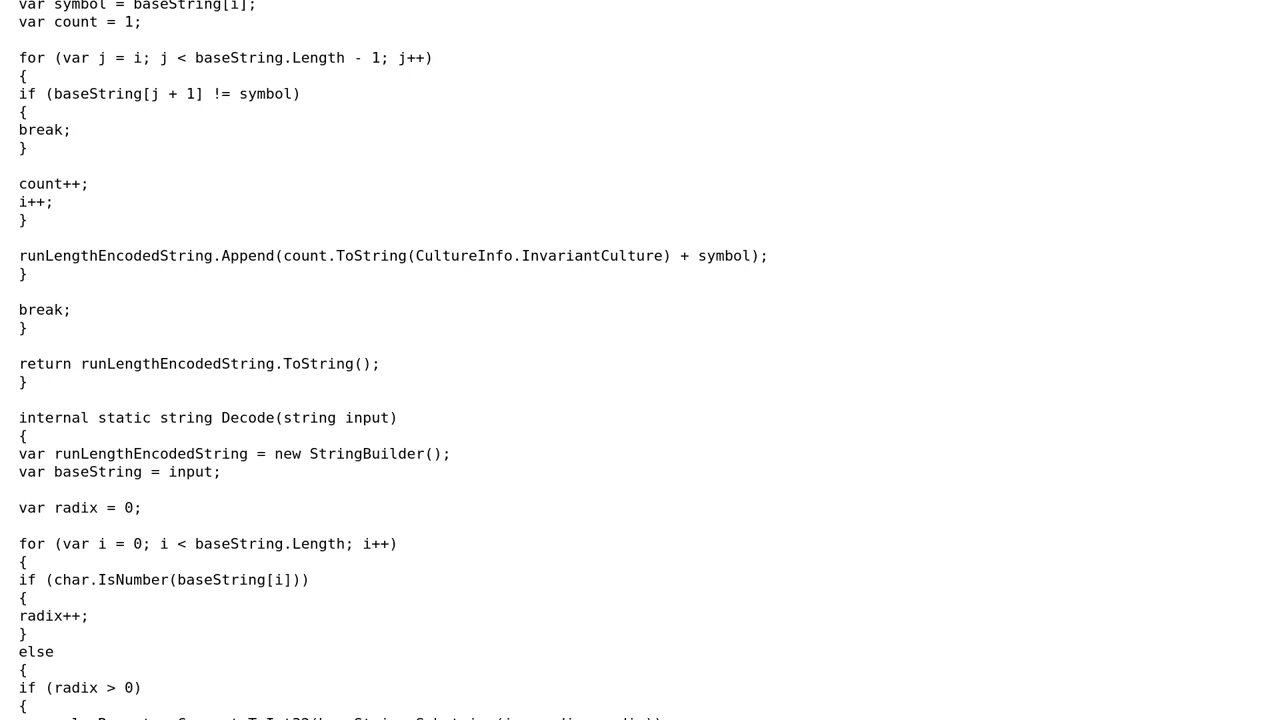 var symbol = baseString[i];
var count = 1;
for (var j = i; j < baseString.Length - 1; j++)
{
if (baseString[j + 1] != symbol)
{
break;
}
count++;
i++;
}
runLengthEncodedString.Append(count.ToString(CultureInfo.InvariantCulture) + symbol);
}
break;
}
return runLengthEncodedString.ToString();
}
internal static string Decode(string input)
{
var runLengthEncodedString = new StringBuilder();
var baseString = input;
var radix = 0;
for (var i = 0; i < baseString.Length; i++)
{
if (char.IsNumber(baseString[i]))
{
radix++;
}
else
{
if (radix > 0)
{